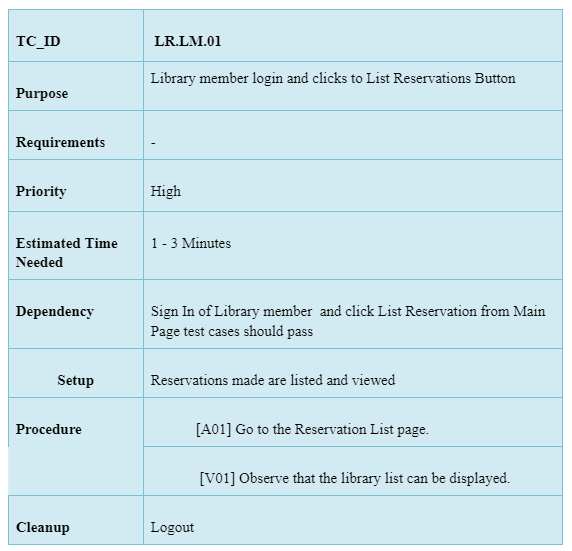 TC_ID LR.LM.01
Purpose Library member login and clicks to List Reservations Button
Requirements -
Priority High
Estimated Time Needed 1 - 3 Minutes
Dependency Sign In of Library member and click List Reservation from Main
Page test cases should pass
Setup Reservations made are listed and viewed
Procedure [A01] Go to the Reservation List page.
[V01] Observe that the library list can be displayed.
Cleanup Logout